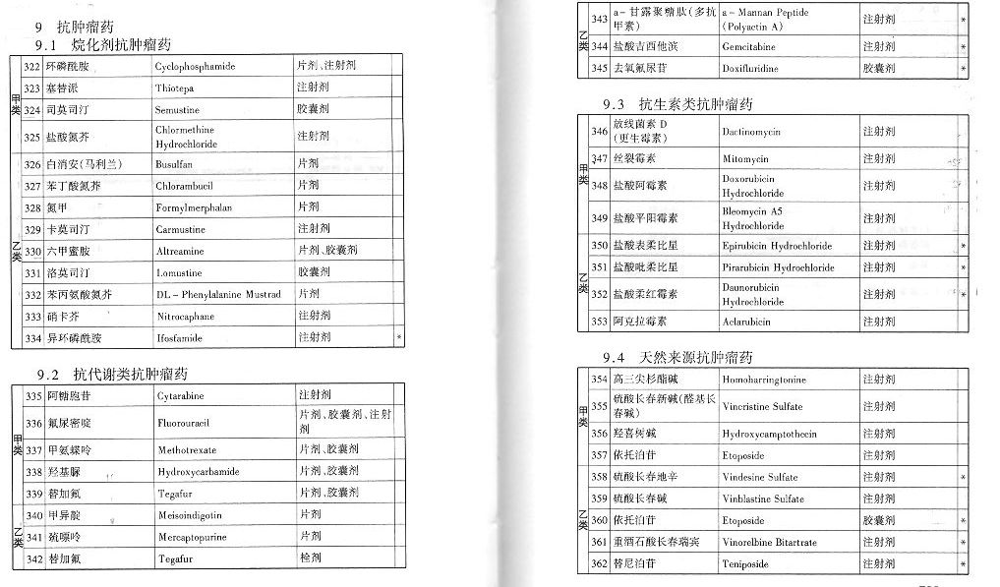 9 抗肿瘤药
9.1 烷化剂抗肿瘤药
甲类
322 环磷酰胺 Cyclophosphamide 片剂、注射剂
323 塞替派 Thiotepa 注射剂
324 司莫司汀 Semustine 胶囊剂
325 盐酸氮芥 Chlormethine Hydrochloride 注射剂
乙类
326 白消安(马利兰) Busulfan 片剂
327 苯丁酸氮芥 Chlorambucil 片剂
328 氮甲 Formylmerphalan 片剂
329 卡莫司汀 Carmustine 注射剂
330 六甲蜜胺 Altreamine 片剂、胶囊剂
331 洛莫司汀 Lomustine 胶囊剂
332 苯丙氨酸氮芥 DL-Phenylalanine Mustrad 片剂
333 硝卡芥 Nitrocaphane 注射剂
334 异环磷酰胺 Ifosfamide 注射剂 *
9.2 抗代谢类抗肿瘤药
甲类
335 阿糖胞苷 Cytarabine 注射剂
336 氟尿密啶 Fluorouracil 片剂、胶囊剂、注射剂
337 甲氨蝶呤 Methotrexate 片剂、胶囊剂
338 羟基脲 Hydroxycarbamide 片剂、胶囊剂
339 替加氟 Tegafur 片剂、胶囊剂
乙类
340 甲异靛 Meisoindigotin 片剂
341 巯嘌呤 Mercaptopurine 片剂
342 替加氟 Tegafur 栓剂
乙类
343 a-甘露聚糖肽(多抗甲素) a-Mannan Peptide (Polyactin A) 注射剂 *
344 盐酸吉西他滨 Gemcitabine 注射剂 *
345 去氧氟尿苷 Doxifluridine 胶囊剂 *
9.3 抗生素类抗肿瘤药
甲类
346 放线菌素 D (更生霉素) Dactinomycin 注射剂
347 丝裂霉素 Mitomycin 注射剂
348 盐酸阿霉素 Doxorubicin Hydrochloride 注射剂
349 盐酸平阳霉素 Bleomycin A5 Hydrochloride 注射剂
乙类
350 盐酸表柔比星 Epirubicin Hydrochloride 注射剂 *
351 盐酸吡柔比星 Pirarubicin Hydrochloride 注射剂 *
352 盐酸柔红霉素 Daunorubicin Hydrochloride 注射剂 *
353 阿克拉霉素 Aclarubicin 注射剂
9.4 天然来源抗肿瘤药
甲类
354 高三尖杉酯碱 Homoharringtonine 注射剂
355 硫酸长春新碱(醛基长春碱) Vincristine Sulfate 注射剂
356 羟喜树碱 Hydroxycamptothecin 注射剂
357 依托泊苷 Etoposide 注射剂
乙类
358 硫酸长春地辛 Vindesine Sulfate 注射剂 *
359 硫酸长春碱 Vinblastine Sulfate 注射剂
360 依托泊苷 Etoposide 胶囊剂 *
361 重酒石酸长春瑞宾 Vinorelbine Bitartrate 注射剂 *
362 替尼泊苷 Teniposide 注射剂 *